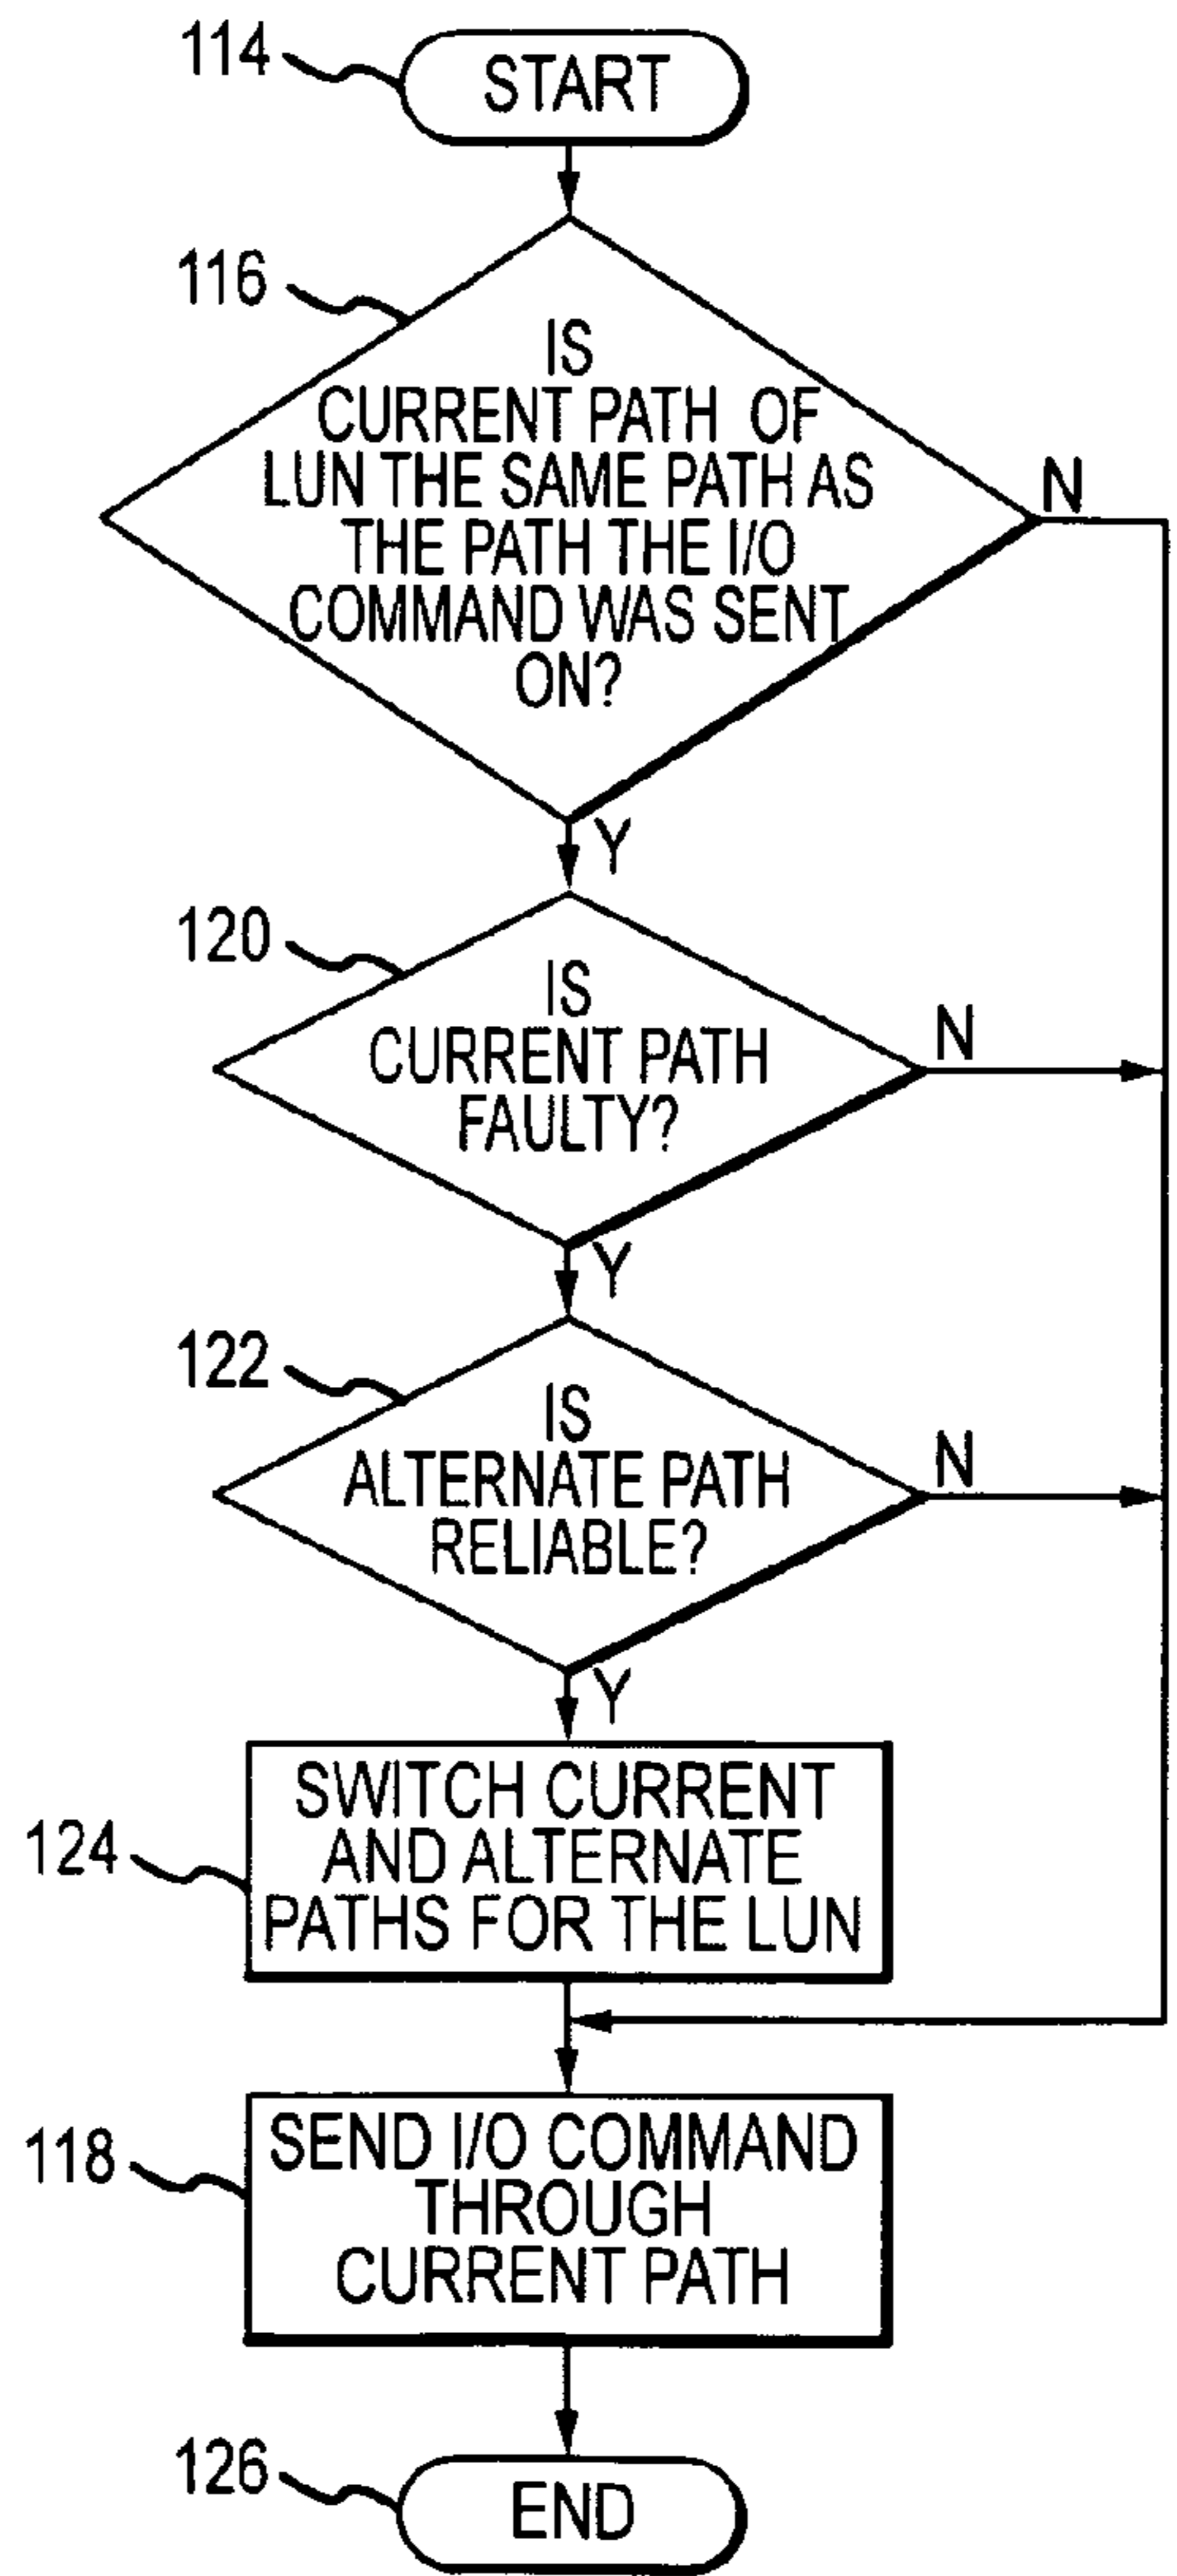 114
START
116
IS
CURRENT PATH OF
LUN THE SAME PATH AS
THE PATH THE I/O
COMMAND WAS SENT
ON?
N
Y
120
IS
CURRENT PATH
FAULTY?
N
Y
122
IS
ALTERNATE PATH
RELIABLE?
N
Y
124
SWITCH CURRENT
AND ALTERNATE
PATHS FOR THE LUN
118
SEND I/O COMMAND
THROUGH
CURRENT PATH
126
END